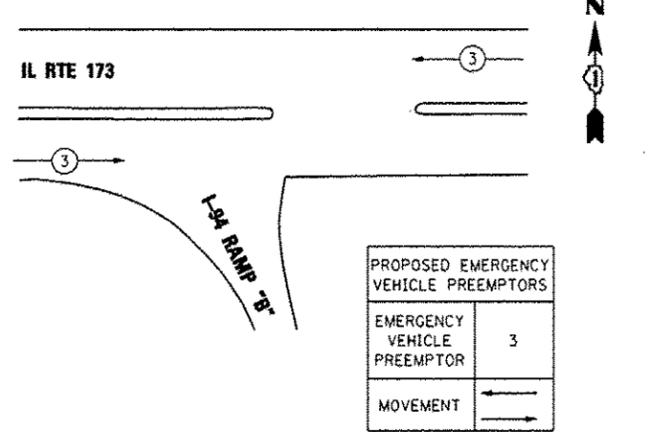 N
IL RTE 173
3
3
I-94 RAMP "B"
PROPOSED EMERGENCY
VEHICLE PREEMPTORS
EMERGENCY
VEHICLE
PREEMPTOR
3
MOVEMENT